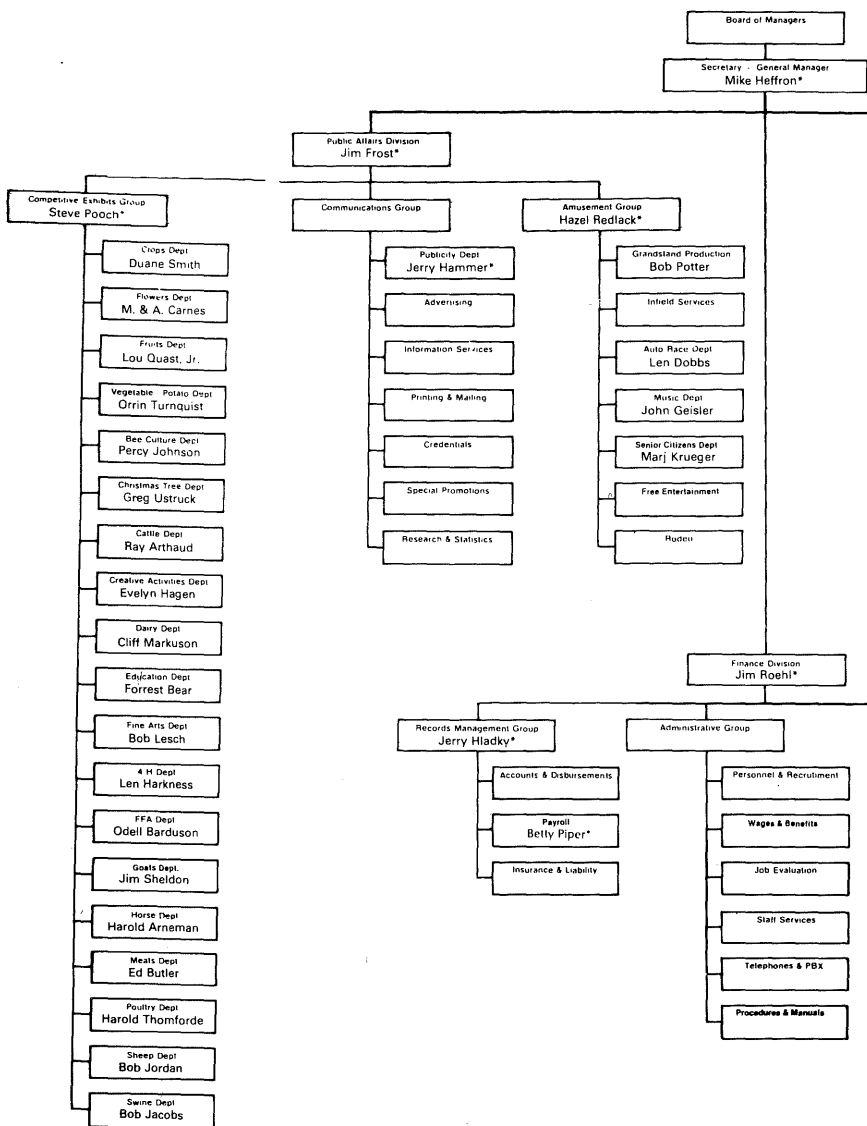 Board of Managers
Secretary - General Manager
Mike Heffron*
Public Affairs Division
Jim Frost*
Competitive Exhibits Group
Steve Pooch*
Crops Dept
Duane Smith
Flowers Dept
M. & A. Carnes
Fruits Dept
Lou Quast, Jr.
Vegetable Potato Dept
Orrin Turnquist
Bee Culture Dept
Percy Johnson
Christmas Tree Dept
Greg Ustruck
Cattle Dept
Ray Arthaud
Creative Activities Dept
Evelyn Hagen
Dairy Dept
Cliff Markuson
Education Dept
Forrest Bear
Fine Arts Dept
Bob Lesch
4 H Dept
Len Harkness
FFA Dept
Odell Barduson
Goats Dept.
Jim Sheldon
Horse Dept
Harold Arneman
Meats Dept
Ed Butler
Poultry Dept
Harold Thomforde
Sheep Dept
Bob Jordan
Swine Dept
Bob Jacobs
Communications Group
Publicity Dept
Jerry Hammer*
Advertising
Information Services
Printing & Mailing
Credentials
Special Promotions
Research & Statistics
Amusement Group
Hazel Redlack*
Grandstand Production
Bob Potter
Infield Services
Auto Race Dept
Len Dobbs
Music Dept
John Geisler
Senior Citizens Dept
Marj Krueger
Free Entertainment
Rodeo
Finance Division
Jim Roehl*
Records Management Group
Jerry Hladky*
Accounts & Disbursements
Payroll
Betty Piper*
Insurance & Liability
Administrative Group
Personnel & Recruitment
Wages & Benefits
Job Evaluation
Staff Services
Telephones & PBX
Procedures & Manuals